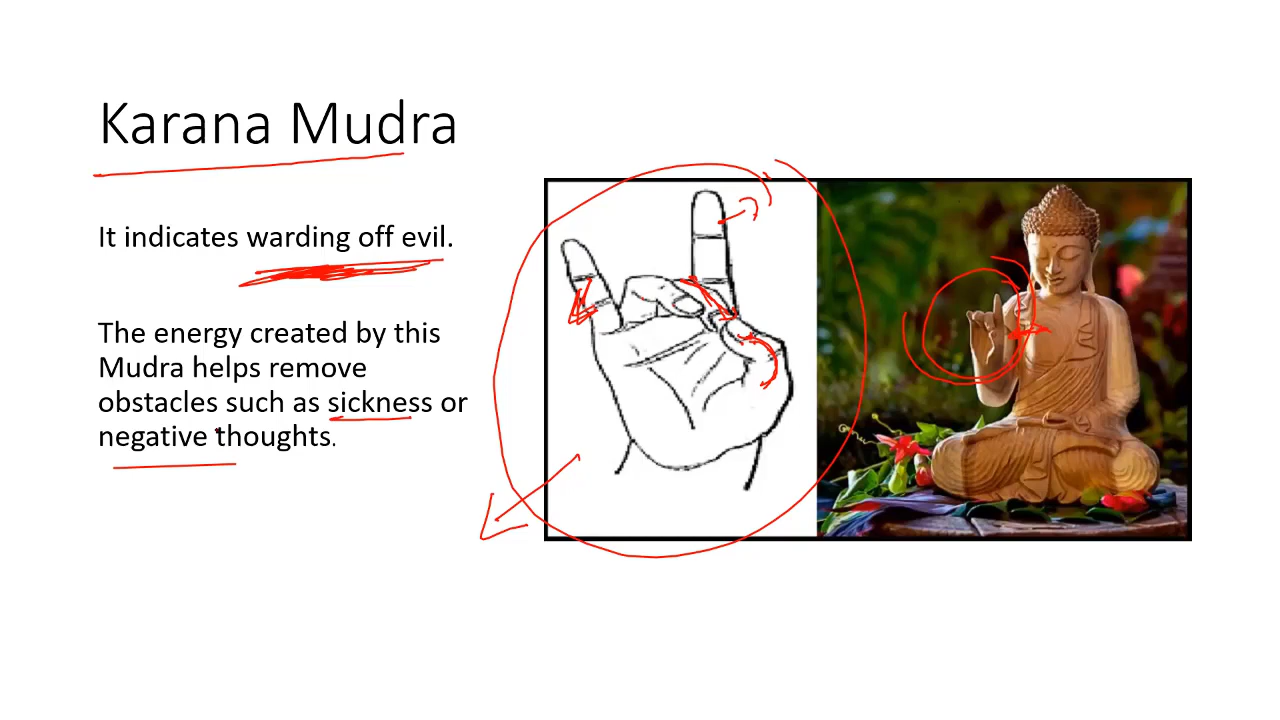 Karana Mudra
It indicates warding off evil.
The energy created by this
Mudra helps remove
obstacles such as sickness or
negative thoughts.